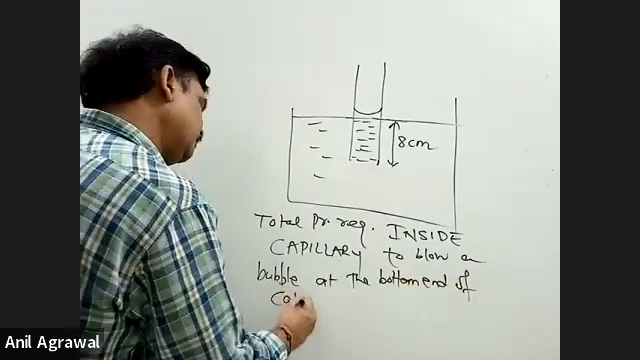 8cm
Total Pr. req. INSIDE
CAPILLARY to blow a
bubble at the bottom end of
Anil Agrawal